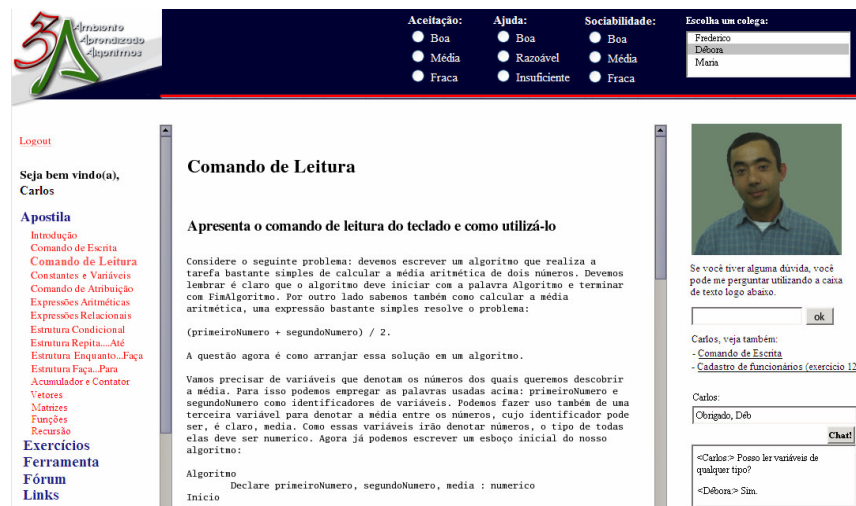 3A
Ambiente
Aprendizado
Algoritmos
Aceitação:
Boa
Média
Fraca
Ajuda:
Boa
Razoável
Insuficiente
Sociabilidade:
Boa
Média
Fraca
Escolha um colega:
Frederico
Débora
Maria
Logout
Seja bem vindo(a),
Carlos
Apostila
Introdução
Comando de Escrita
Comando de Leitura
Constantes e Variáveis
Comando de Atribuição
Expressões Aritméticas
Expressões Relacionais
Estrutura Condicional
Estrutura Repita....Até
Estrutura Enquanto...Faça
Estrutura Faça...Para
Acumulador e Contator
Vetores
Matrizes
Funções
Recursão
Exercícios
Ferramenta
Fórum
Links
Comando de Leitura
Apresenta o comando de leitura do teclado e como utilizá-lo
Considere o seguinte problema: devemos escrever um algoritmo que realiza a
tarefa bastante simples de calcular a média aritmética de dois números. Devemos
lembrar é claro que o algoritmo deve iniciar com a palavra Algoritmo e terminar
com FimAlgoritmo. Por outro lado sabemos também como calcular a média
aritmética, uma expressão bastante simples resolve o problema:
(primeiroNumero + segundoNumero) / 2.
A questão agora é como arranjar essa solução em um algoritmo.
Vamos precisar de variáveis que denotam os números dos quais queremos descobrir
a média. Para isso podemos empregar as palavras usadas acima: primeiroNumero e
segundoNumero como identificadores de variáveis. Podemos fazer uso também de uma
terceira variável para denotar a média entre os números, cujo identificador pode
ser, é claro, media. Como essas variáveis irão denotar números, o tipo de todas
elas deve ser numerico. Agora já podemos escrever um esboço inicial do nosso
algoritmo:
Algoritmo
Declare primeiroNumero, segundoNumero, media : numerico
Inicio
Se você tiver alguma dúvida, você
pode me perguntar utilizando a caixa
de texto logo abaixo.
ok
Carlos, veja também:
- Comando de Escrita
- Cadastro de funcionários (exercicio 12
Carlos:
Obrigado, Déb
Chat!
<Carlos:> Posso ler variáveis de
qualquer tipo?
<Débora:> Sim.